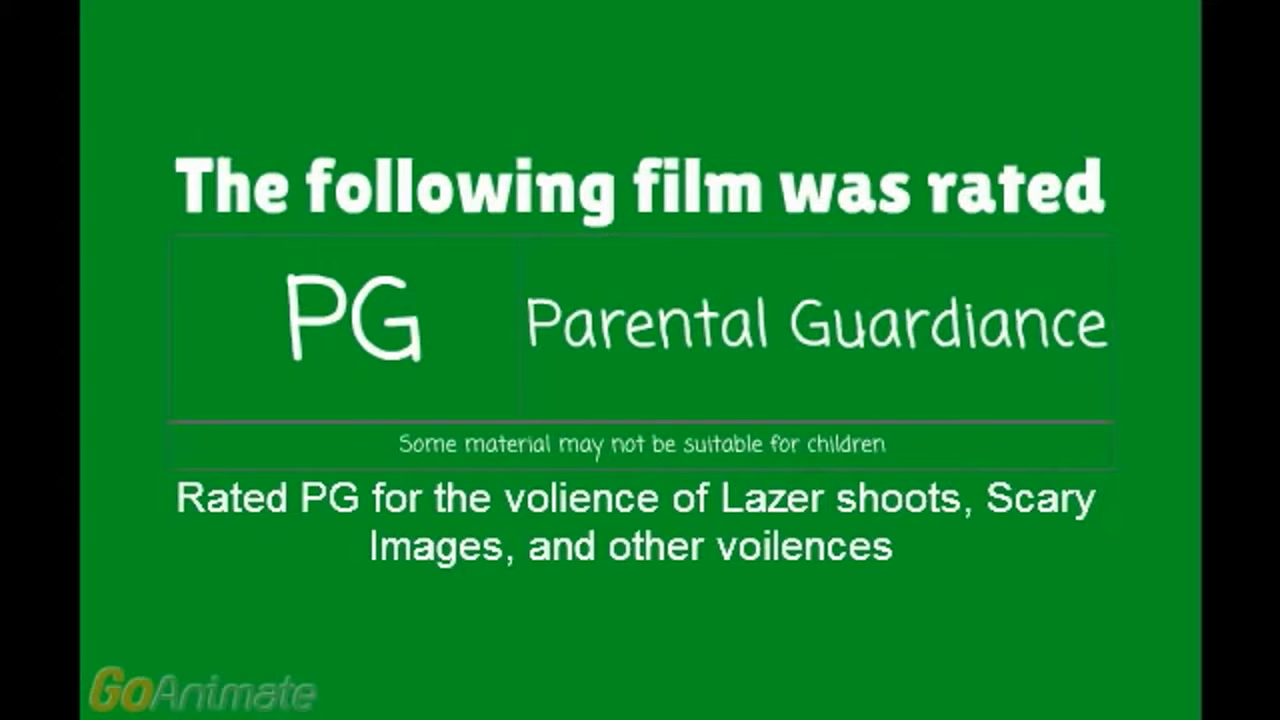 The following film was rated
PG
Parental Guardiance
Some material may not be suitable for children
Rated PG for the volience of Lazer shoots, Scary
Images, and other voilences
GoAnimate